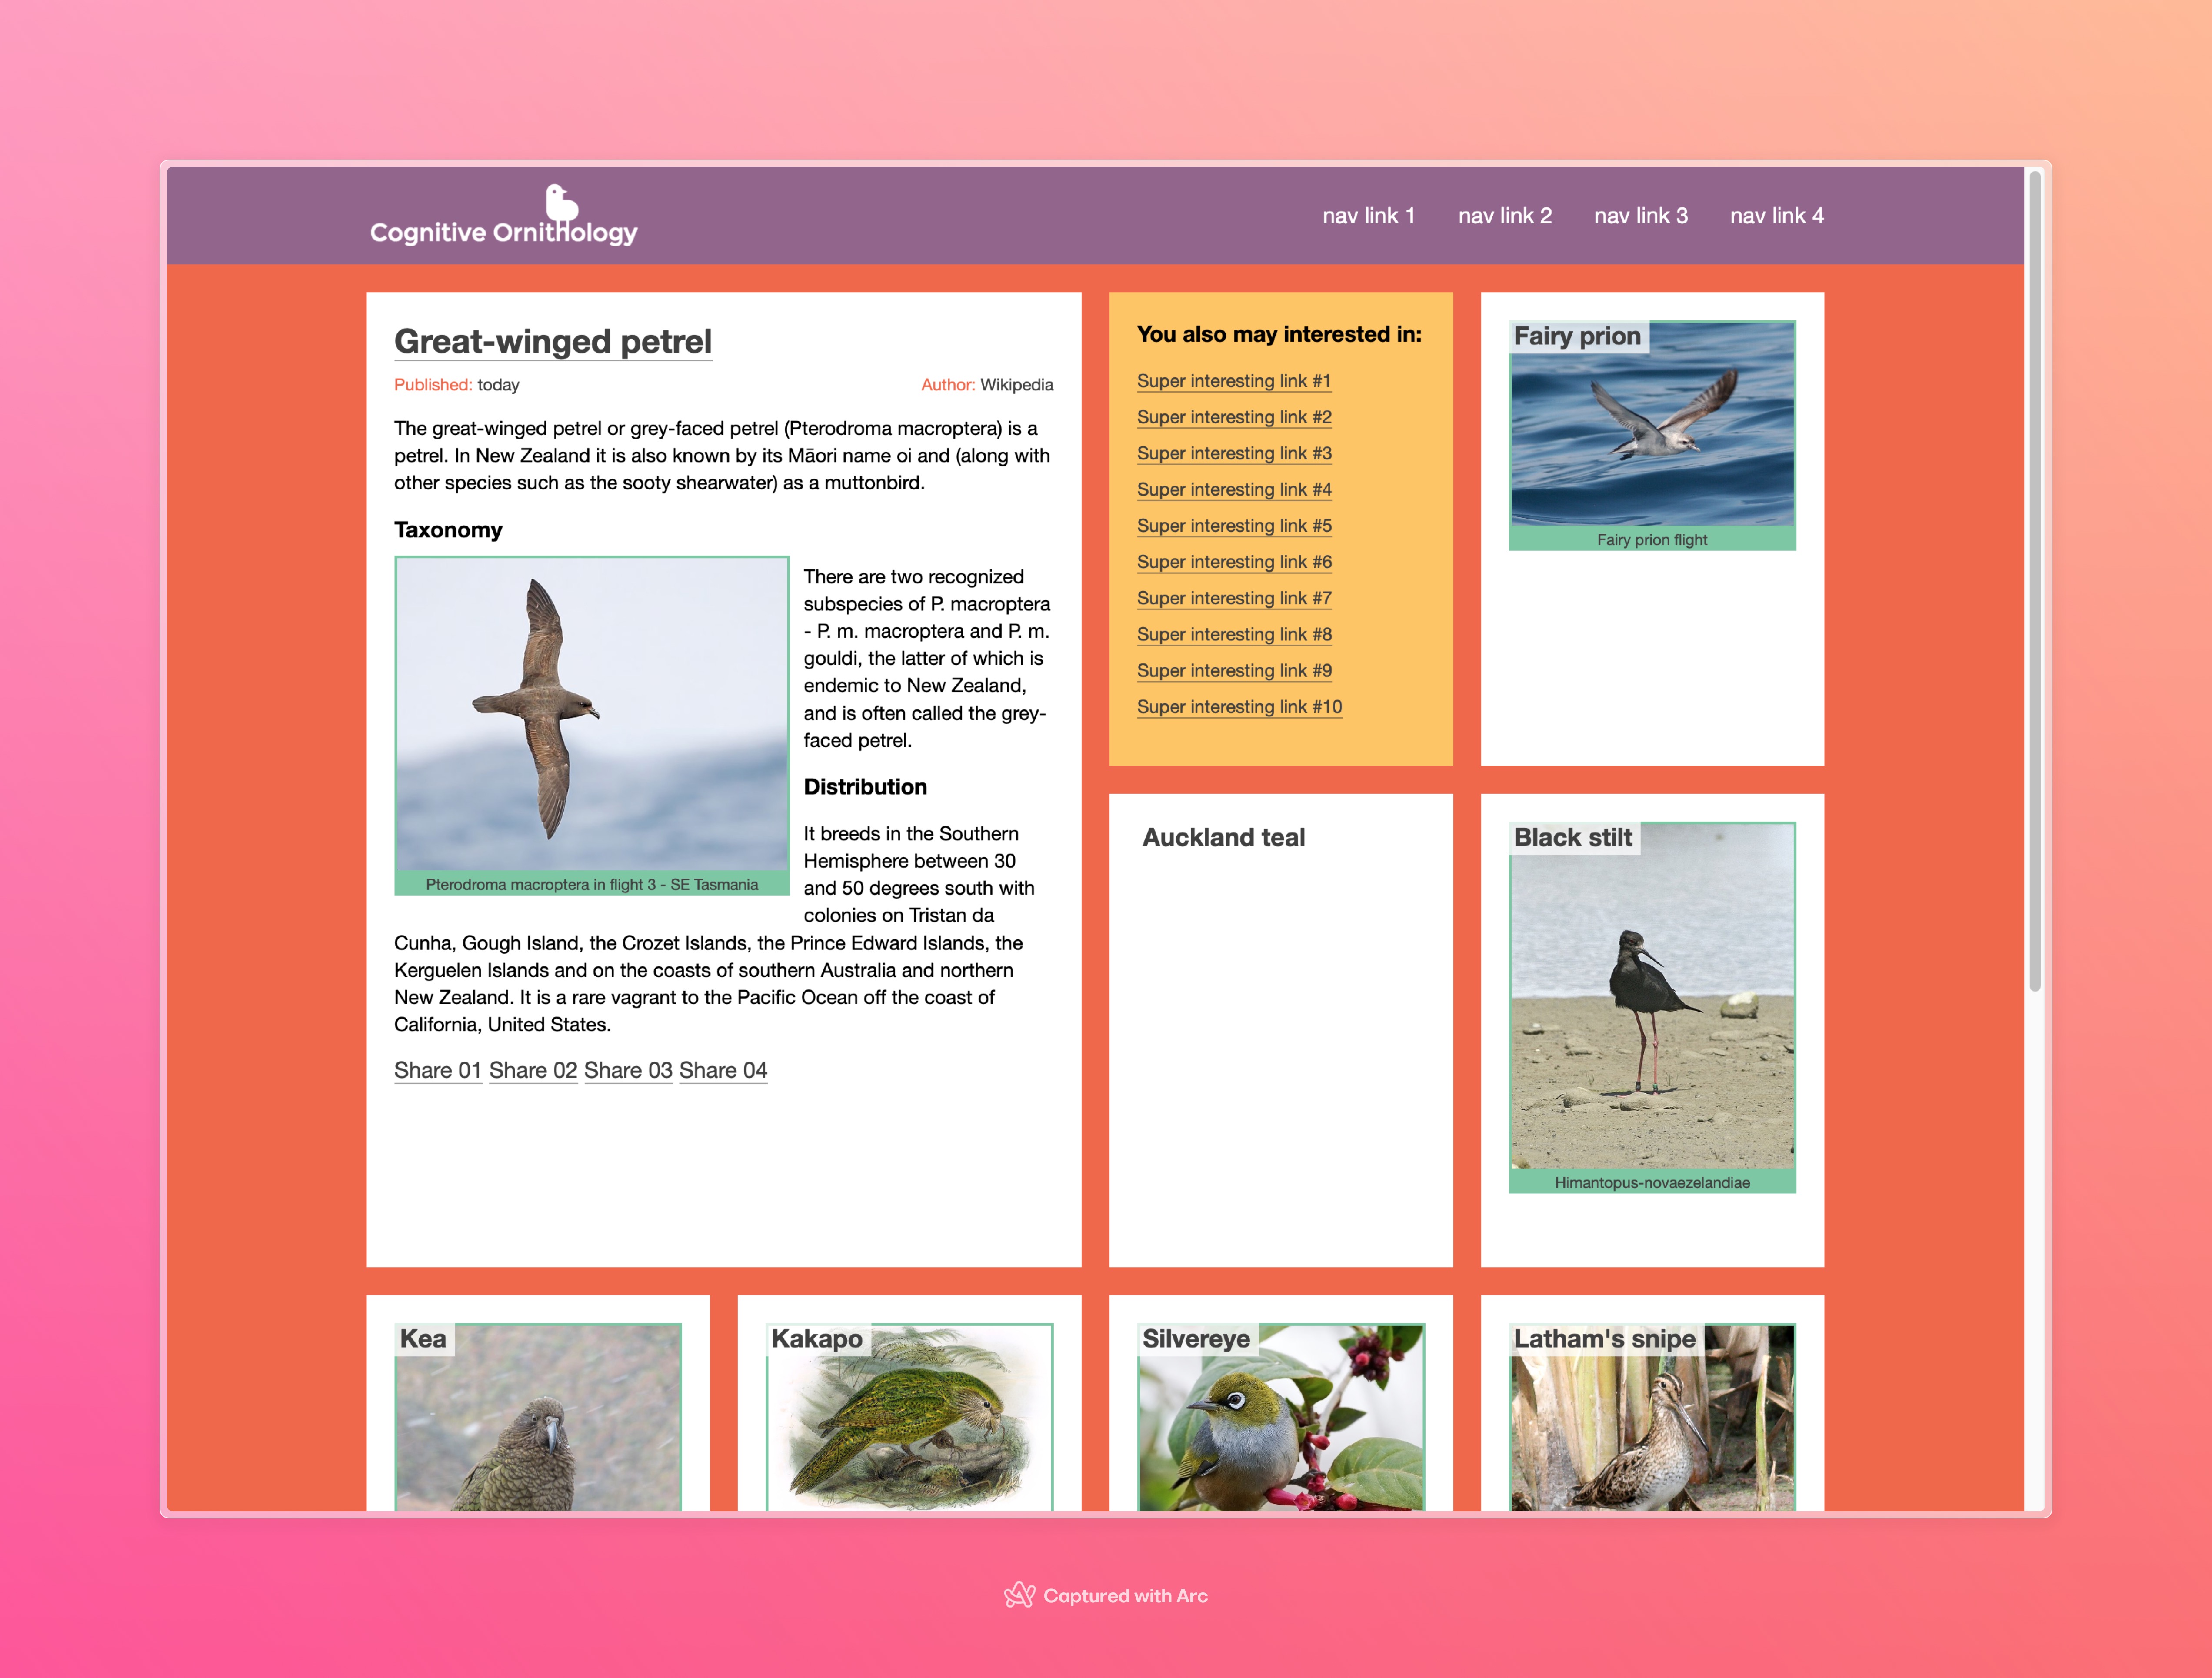 Cognitive Ornithology
nav link 1
nav link 2
nav link 3
nav link 4
Great-winged petrel
Published: today
Author: Wikipedia
The great-winged petrel or grey-faced petrel (Pterodroma macroptera) is a
petrel. In New Zealand it is also known by its Māori name oi and (along with
other species such as the sooty shearwater) as a muttonbird.
Taxonomy
There are two recognized
subspecies of P. macroptera
- P. m. macroptera and P. m.
gouldi, the latter of which is
endemic to New Zealand,
and is often called the grey-
faced petrel.
Pterodroma macroptera in flight 3 - SE Tasmania
Distribution
It breeds in the Southern
Hemisphere between 30
and 50 degrees south with
colonies on Tristan da
Cunha, Gough Island, the Crozet Islands, the Prince Edward Islands, the
Kerguelen Islands and on the coasts of southern Australia and northern
New Zealand. It is a rare vagrant to the Pacific Ocean off the coast of
California, United States.
Share 01 Share 02 Share 03 Share 04
You also may interested in:
Super interesting link #1
Super interesting link #2
Super interesting link #3
Super interesting link #4
Super interesting link #5
Super interesting link #6
Super interesting link #7
Super interesting link #8
Super interesting link #9
Super interesting link #10
Fairy prion
Fairy prion flight
Auckland teal
Black stilt
Himantopus-novaezelandiae
Kea
Kakapo
Silvereye
Latham's snipe
Captured with Arc